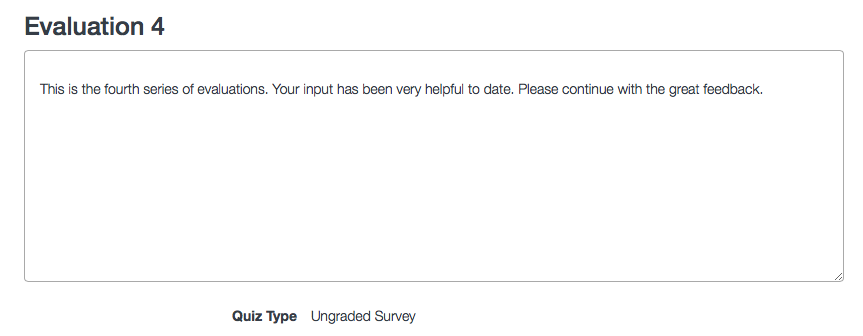 Evaluation 4
This is the fourth series of evaluations. Your input has been very helpful to date. Please continue with the great feedback.
Quiz Type Ungraded Survey